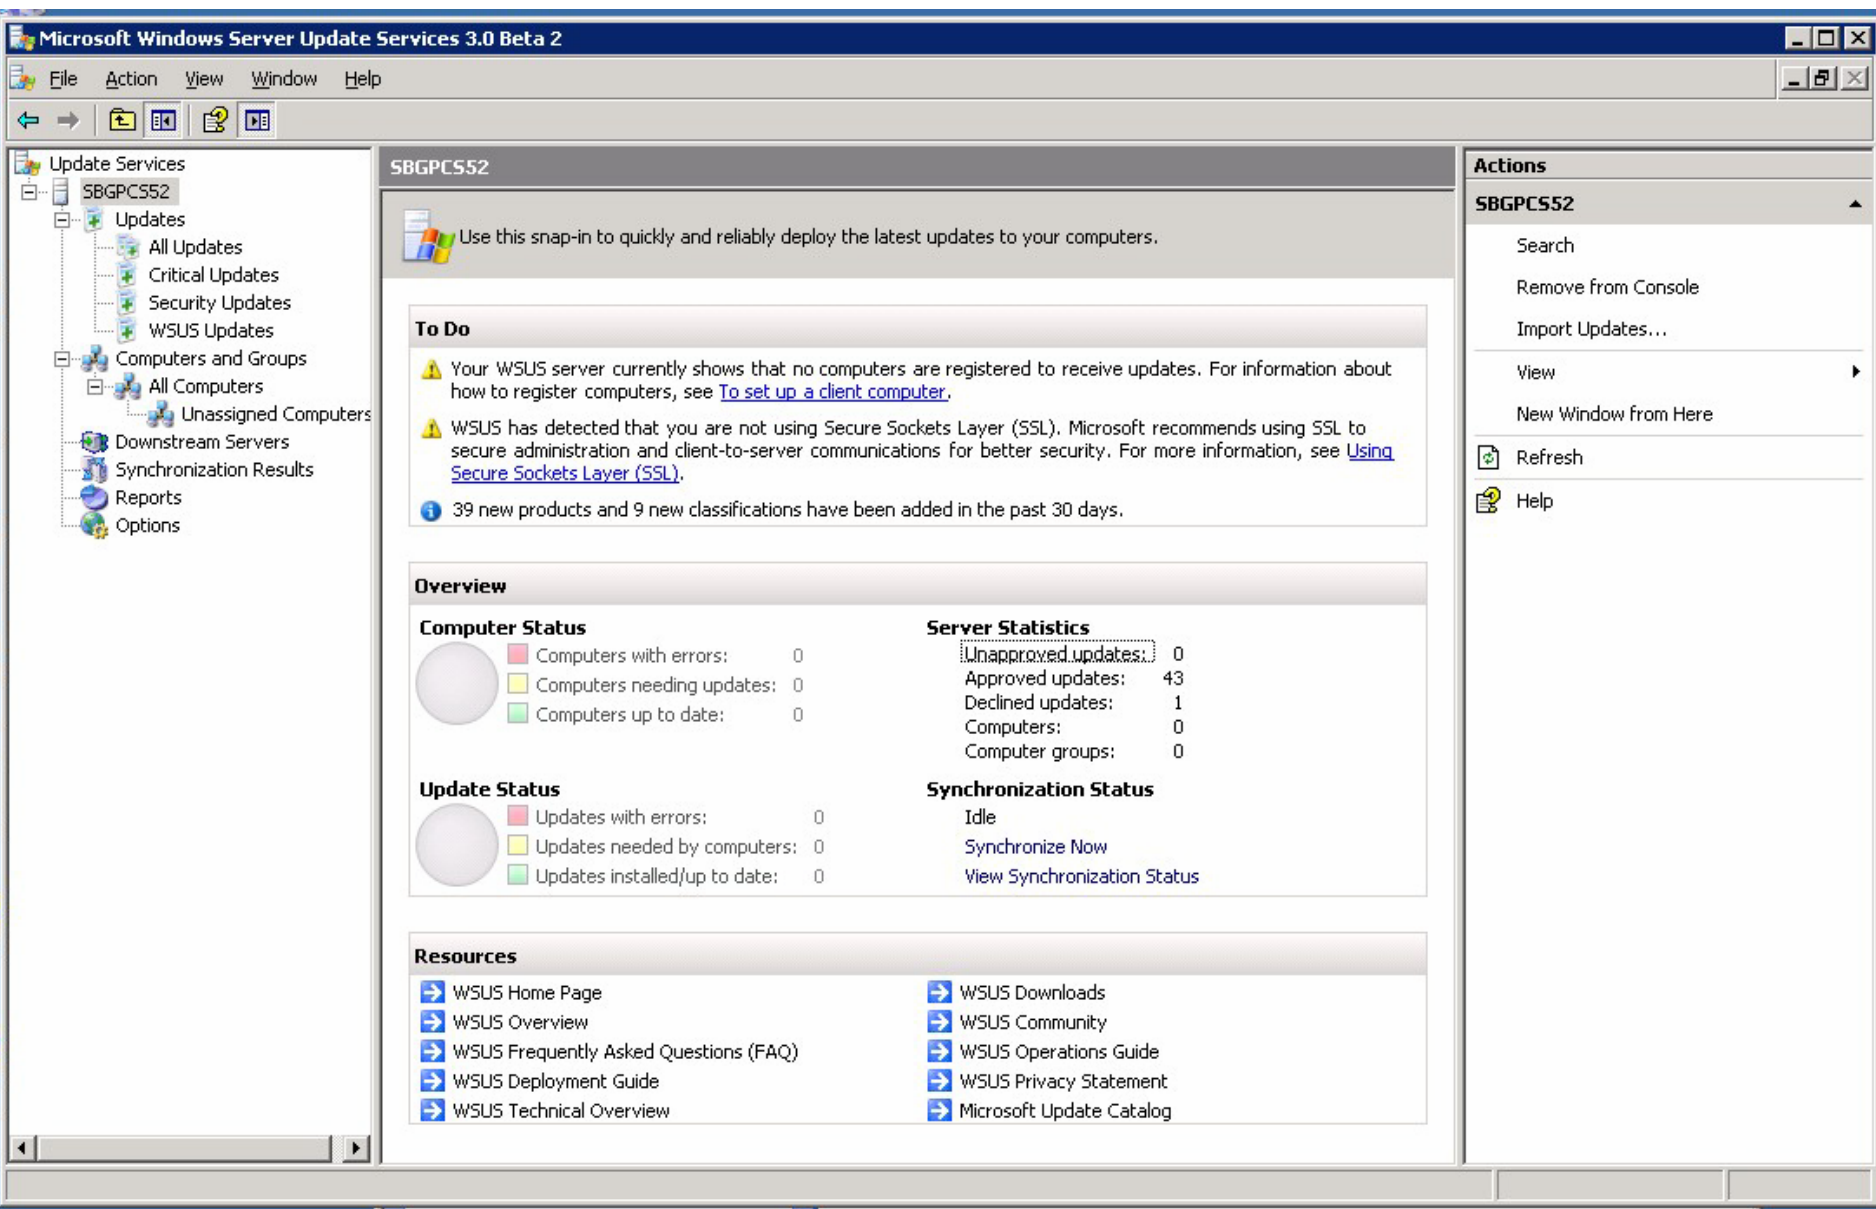 Microsoft Windows Server Update Services 3.0 Beta 2
File Action View Window Help
Update Services
SBGPCS52
Updates
All Updates
Critical Updates
Security Updates
WSUS Updates
Computers and Groups
All Computers
Unassigned Computers
Downstream Servers
Synchronization Results
Reports
Options
SBGPCS52
Use this snap-in to quickly and reliably deploy the latest updates to your computers.
To Do
Your WSUS server currently shows that no computers are registered to receive updates. For information about
how to register computers, see To set up a client computer.
WSUS has detected that you are not using Secure Sockets Layer (SSL). Microsoft recommends using SSL to
secure administration and client-to-server communications for better security. For more information, see Using
Secure Sockets Layer (SSL).
39 new products and 9 new classifications have been added in the past 30 days.
Overview
Computer Status
Computers with errors: 0
Computers needing updates: 0
Computers up to date: 0
Server Statistics
Unapproved updates: 0
Approved updates: 43
Declined updates: 1
Computers: 0
Computer groups: 0
Update Status
Updates with errors: 0
Updates needed by computers: 0
Updates installed/up to date: 0
Synchronization Status
Idle
Synchronize Now
View Synchronization Status
Resources
WSUS Home Page
WSUS Overview
WSUS Frequently Asked Questions (FAQ)
WSUS Deployment Guide
WSUS Technical Overview
WSUS Downloads
WSUS Community
WSUS Operations Guide
WSUS Privacy Statement
Microsoft Update Catalog
Actions
SBGPCS52
Search
Remove from Console
Import Updates...
View
New Window from Here
Refresh
Help